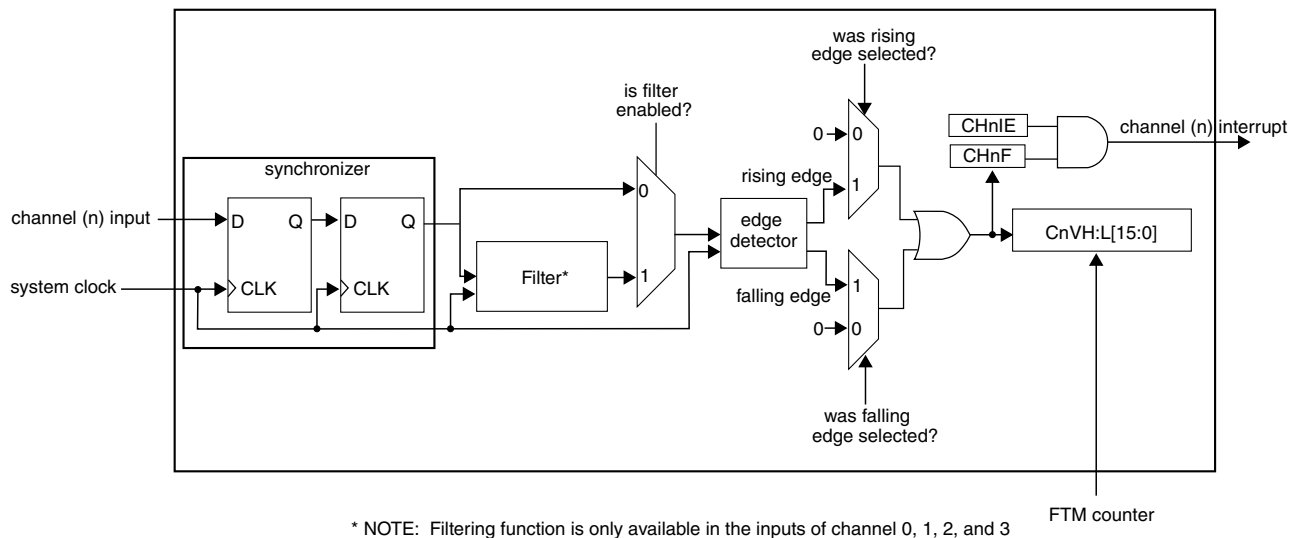 was rising
edge selected?
is filter
enabled?
0
0
CHnIE
channel (n) interrupt
CHnF
synchronizer
0
rising edge
1
channel (n) input
D
Q
D
Q
edge
detector
CnVH:L[15:0]
Filter*
1
system clock
CLK
CLK
falling edge
1
0
0
was falling
edge selected?
FTM counter
* NOTE: Filtering function is only available in the inputs of channel 0, 1, 2, and 3